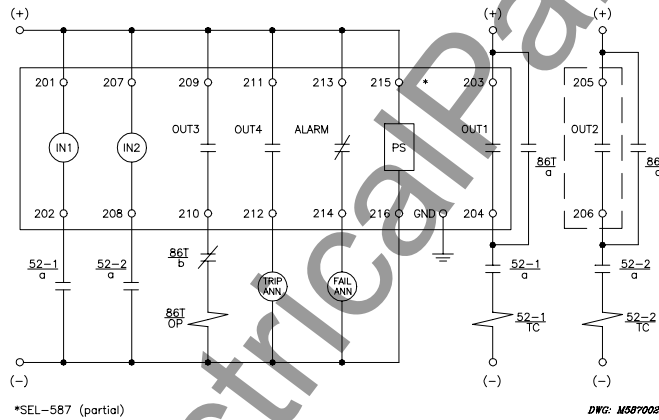 (+) (+) (+)
201 207 209 211 213 215 * 203 205
OUT3 OUT4 ALARM OUT1 OUT2
IN1 IN2 PS
86T
a
202 208 210 212 214 216 GND 204 206
86T
b
52-1
a
52-2
a
52-1
a
52-2
a
TRIP
ANN
FAIL
ANN
86T
OP
52-1
TC
52-2
TC
(-) (-) (-)
*SEL-587 (partial)